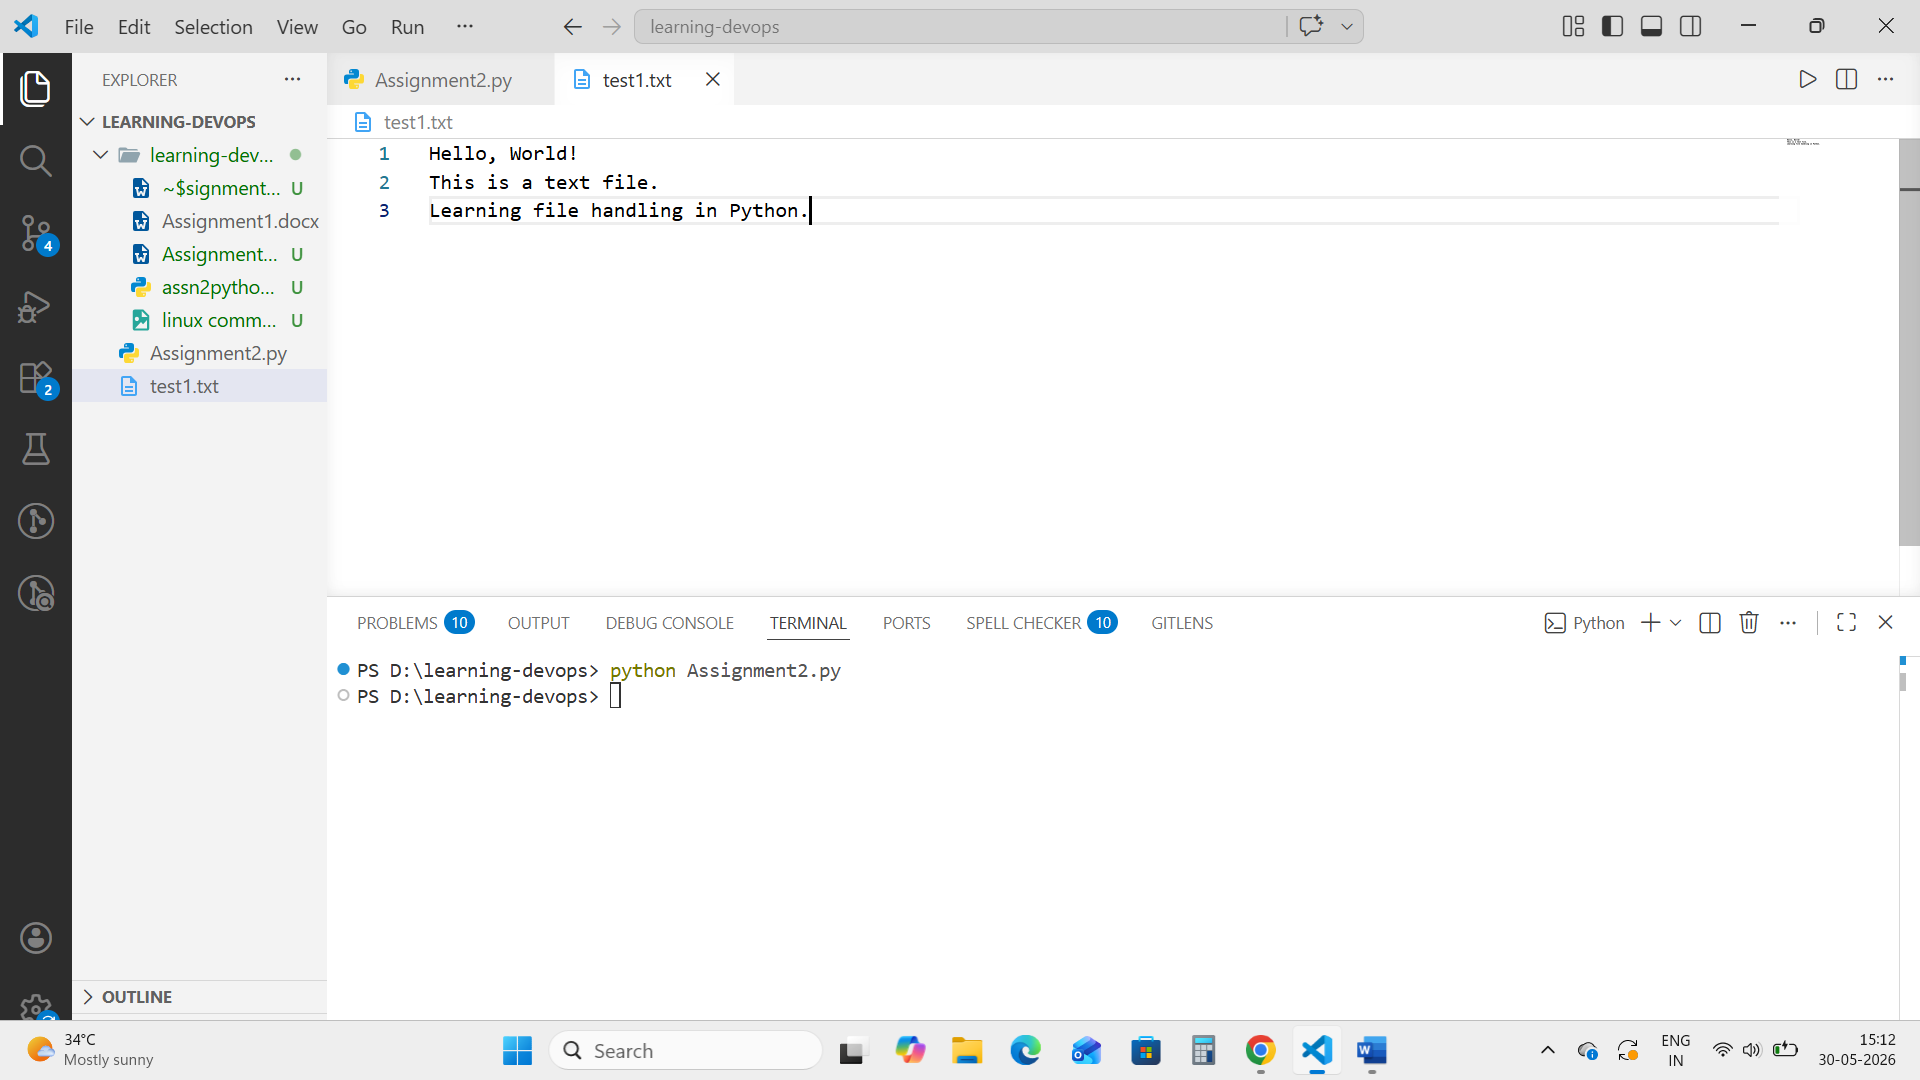 File Edit Selection View Go Run ...
learning-devops
EXPLORER
LEARNING-DEVOPS
learning-dev...
~$signment... U
Assignment1.docx
Assignment... U
assn2pytho... U
linux comm... U
Assignment2.py
test1.txt
OUTLINE
4
2
Assignment2.py
test1.txt
test1.txt
1 Hello, World!
2 This is a text file.
3 Learning file handling in Python.
PROBLEMS 10 OUTPUT DEBUG CONSOLE TERMINAL PORTS SPELL CHECKER 10 GITLENS
Python
PS D:\learning-devops> python Assignment2.py
PS D:\learning-devops>
34°C
Mostly sunny
Search
ENG
IN
15:12
30-05-2026